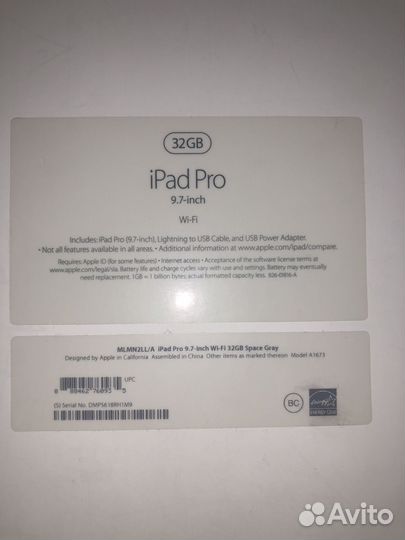 32GB
iPad Pro
9.7-inch
Wi-Fi
Includes: iPad Pro (9.7-inch), Lightning to USB Cable, and USB Power Adapter.
• Not all features available in all areas. • Additional information at www.apple.com/ipad/compare.
Requires: Apple ID (for some features) • Internet access • Acceptance of the software license terms at
www.apple.com/legal/sla. Battery life and charge cycles vary with use and settings. Battery may eventually
need replacement. 1GB = 1 billion bytes; actual formatted capacity less.
MLMN2LL/A iPad Pro 9.7-inch Wi-Fi 32GB Space Gray
Designed by Apple in California Assembled in China Other items as marked thereon Model A1673
UPC
(S) Serial No.
BC
ENERGY STAR
Avito